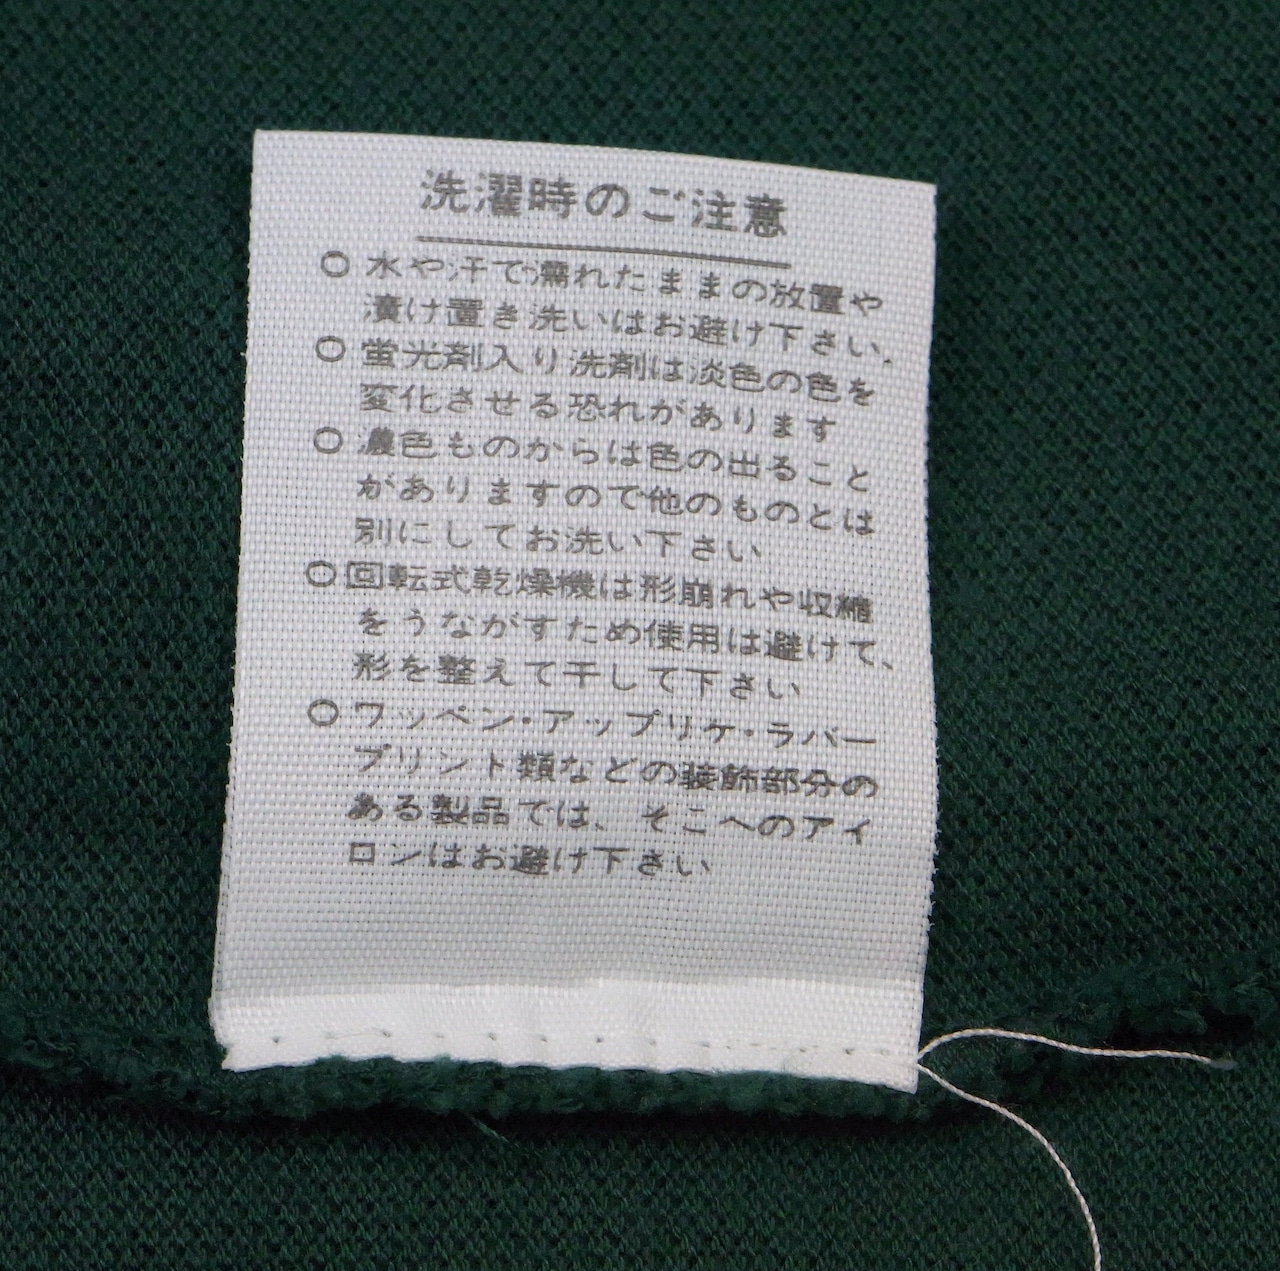 洗濯時のご注意
○ 水や汗で濡れたままの放置や
漬け置き洗いはお避け下さい.
○ 蛍光剤入り洗剤は淡色の色を
変化させる恐れがあります
○ 濃色ものからは色の出ること
がありますので他のものとは
別にしてお洗い下さい
○ 回転式乾燥機は形崩れや収縮
をうながすため使用は避けて、
形を整えて干して下さい
○ ワッペン・アップリケ・ラバー
プリント類などの装飾部分の
ある製品では、そこへのアイ
ロンはお避け下さい